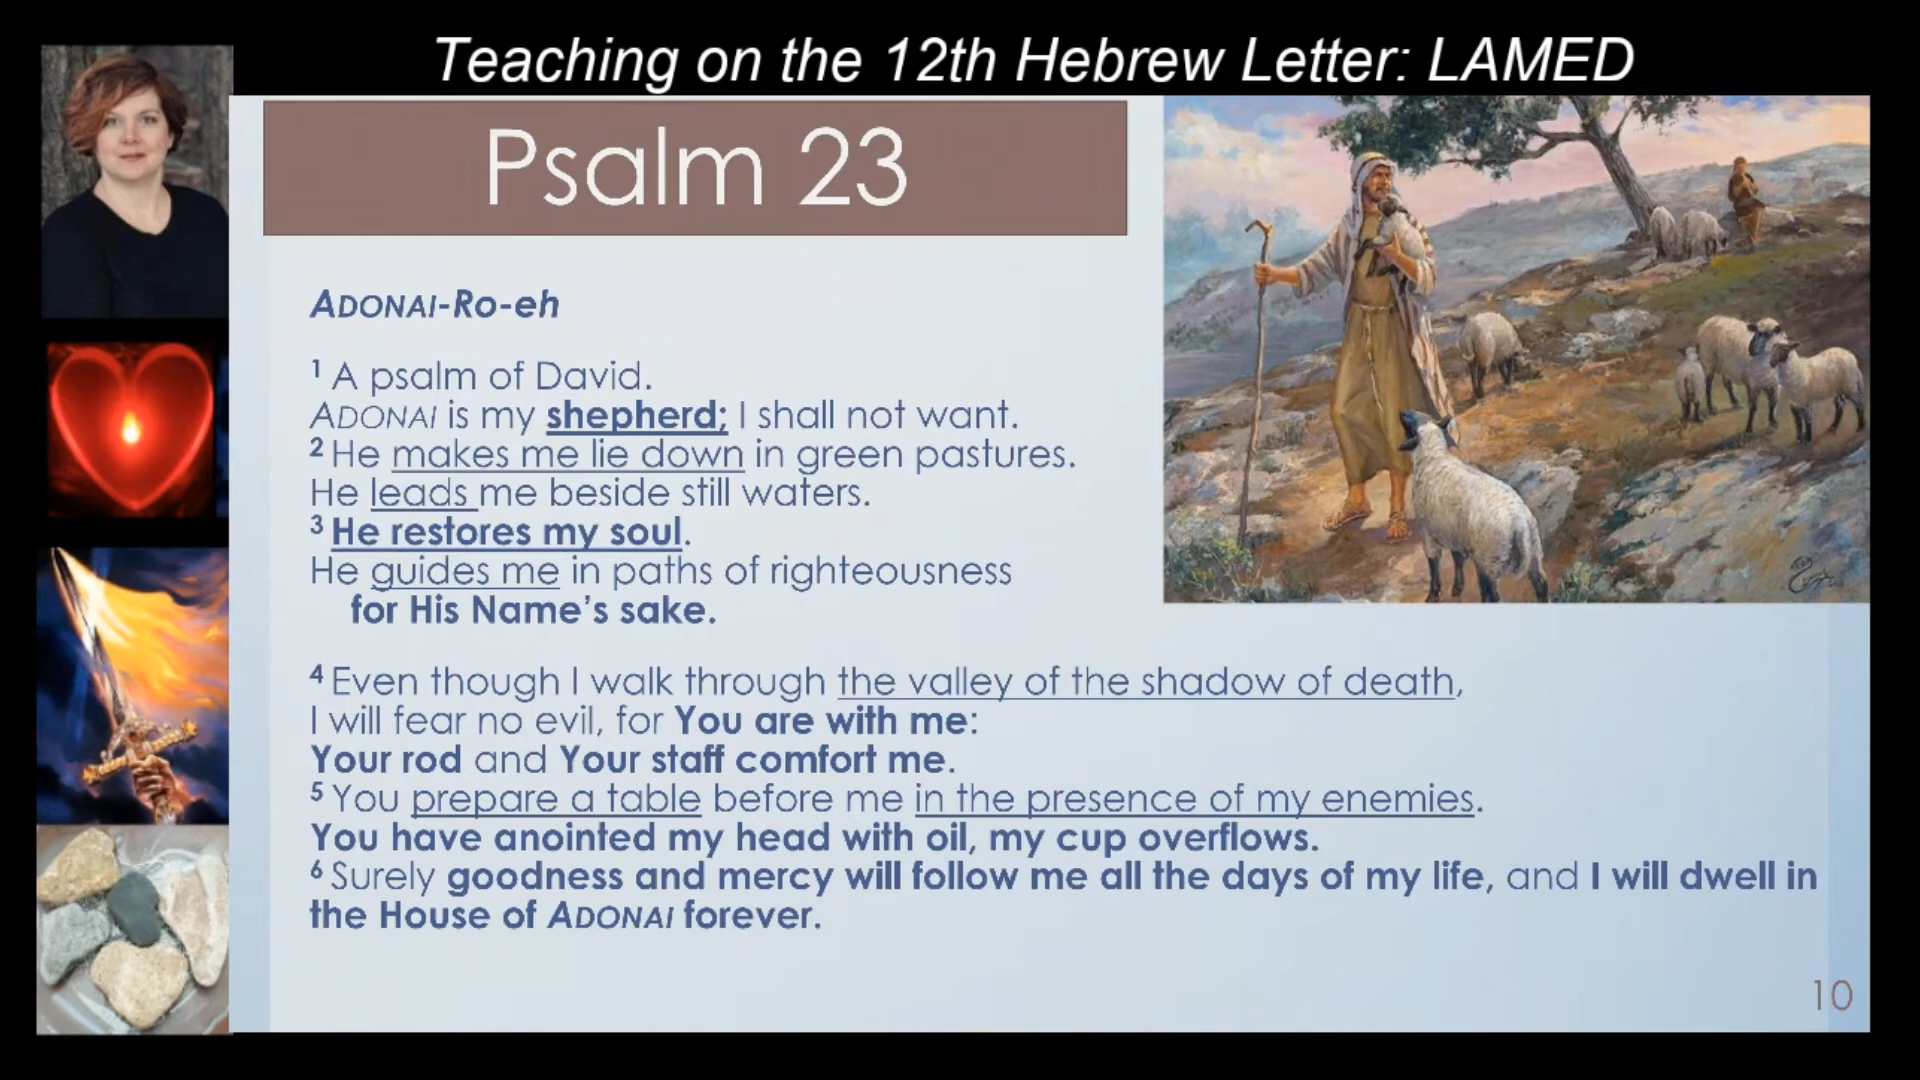 Teaching on the 12th Hebrew Letter: LAMED
Psalm 23
ADONAI-Ro-eh
1 A psalm of David.
ADONAI is my shepherd; I shall not want.
2 He makes me lie down in green pastures.
He leads me beside still waters.
3 He restores my soul.
He guides me in paths of righteousness
for His Name's sake.
4 Even though I walk through the valley of the shadow of death,
I will fear no evil, for You are with me:
Your rod and Your staff comfort me.
5 You prepare a table before me in the presence of my enemies.
You have anointed my head with oil, my cup overflows.
6 Surely goodness and mercy will follow me all the days of my life, and I will dwell in
the House of ADONAI forever.
10